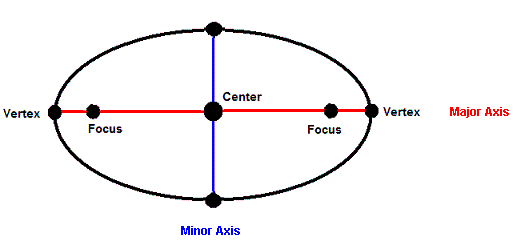 Center
Vertex
Vertex
Major Axis
Focus
Focus
Minor Axis